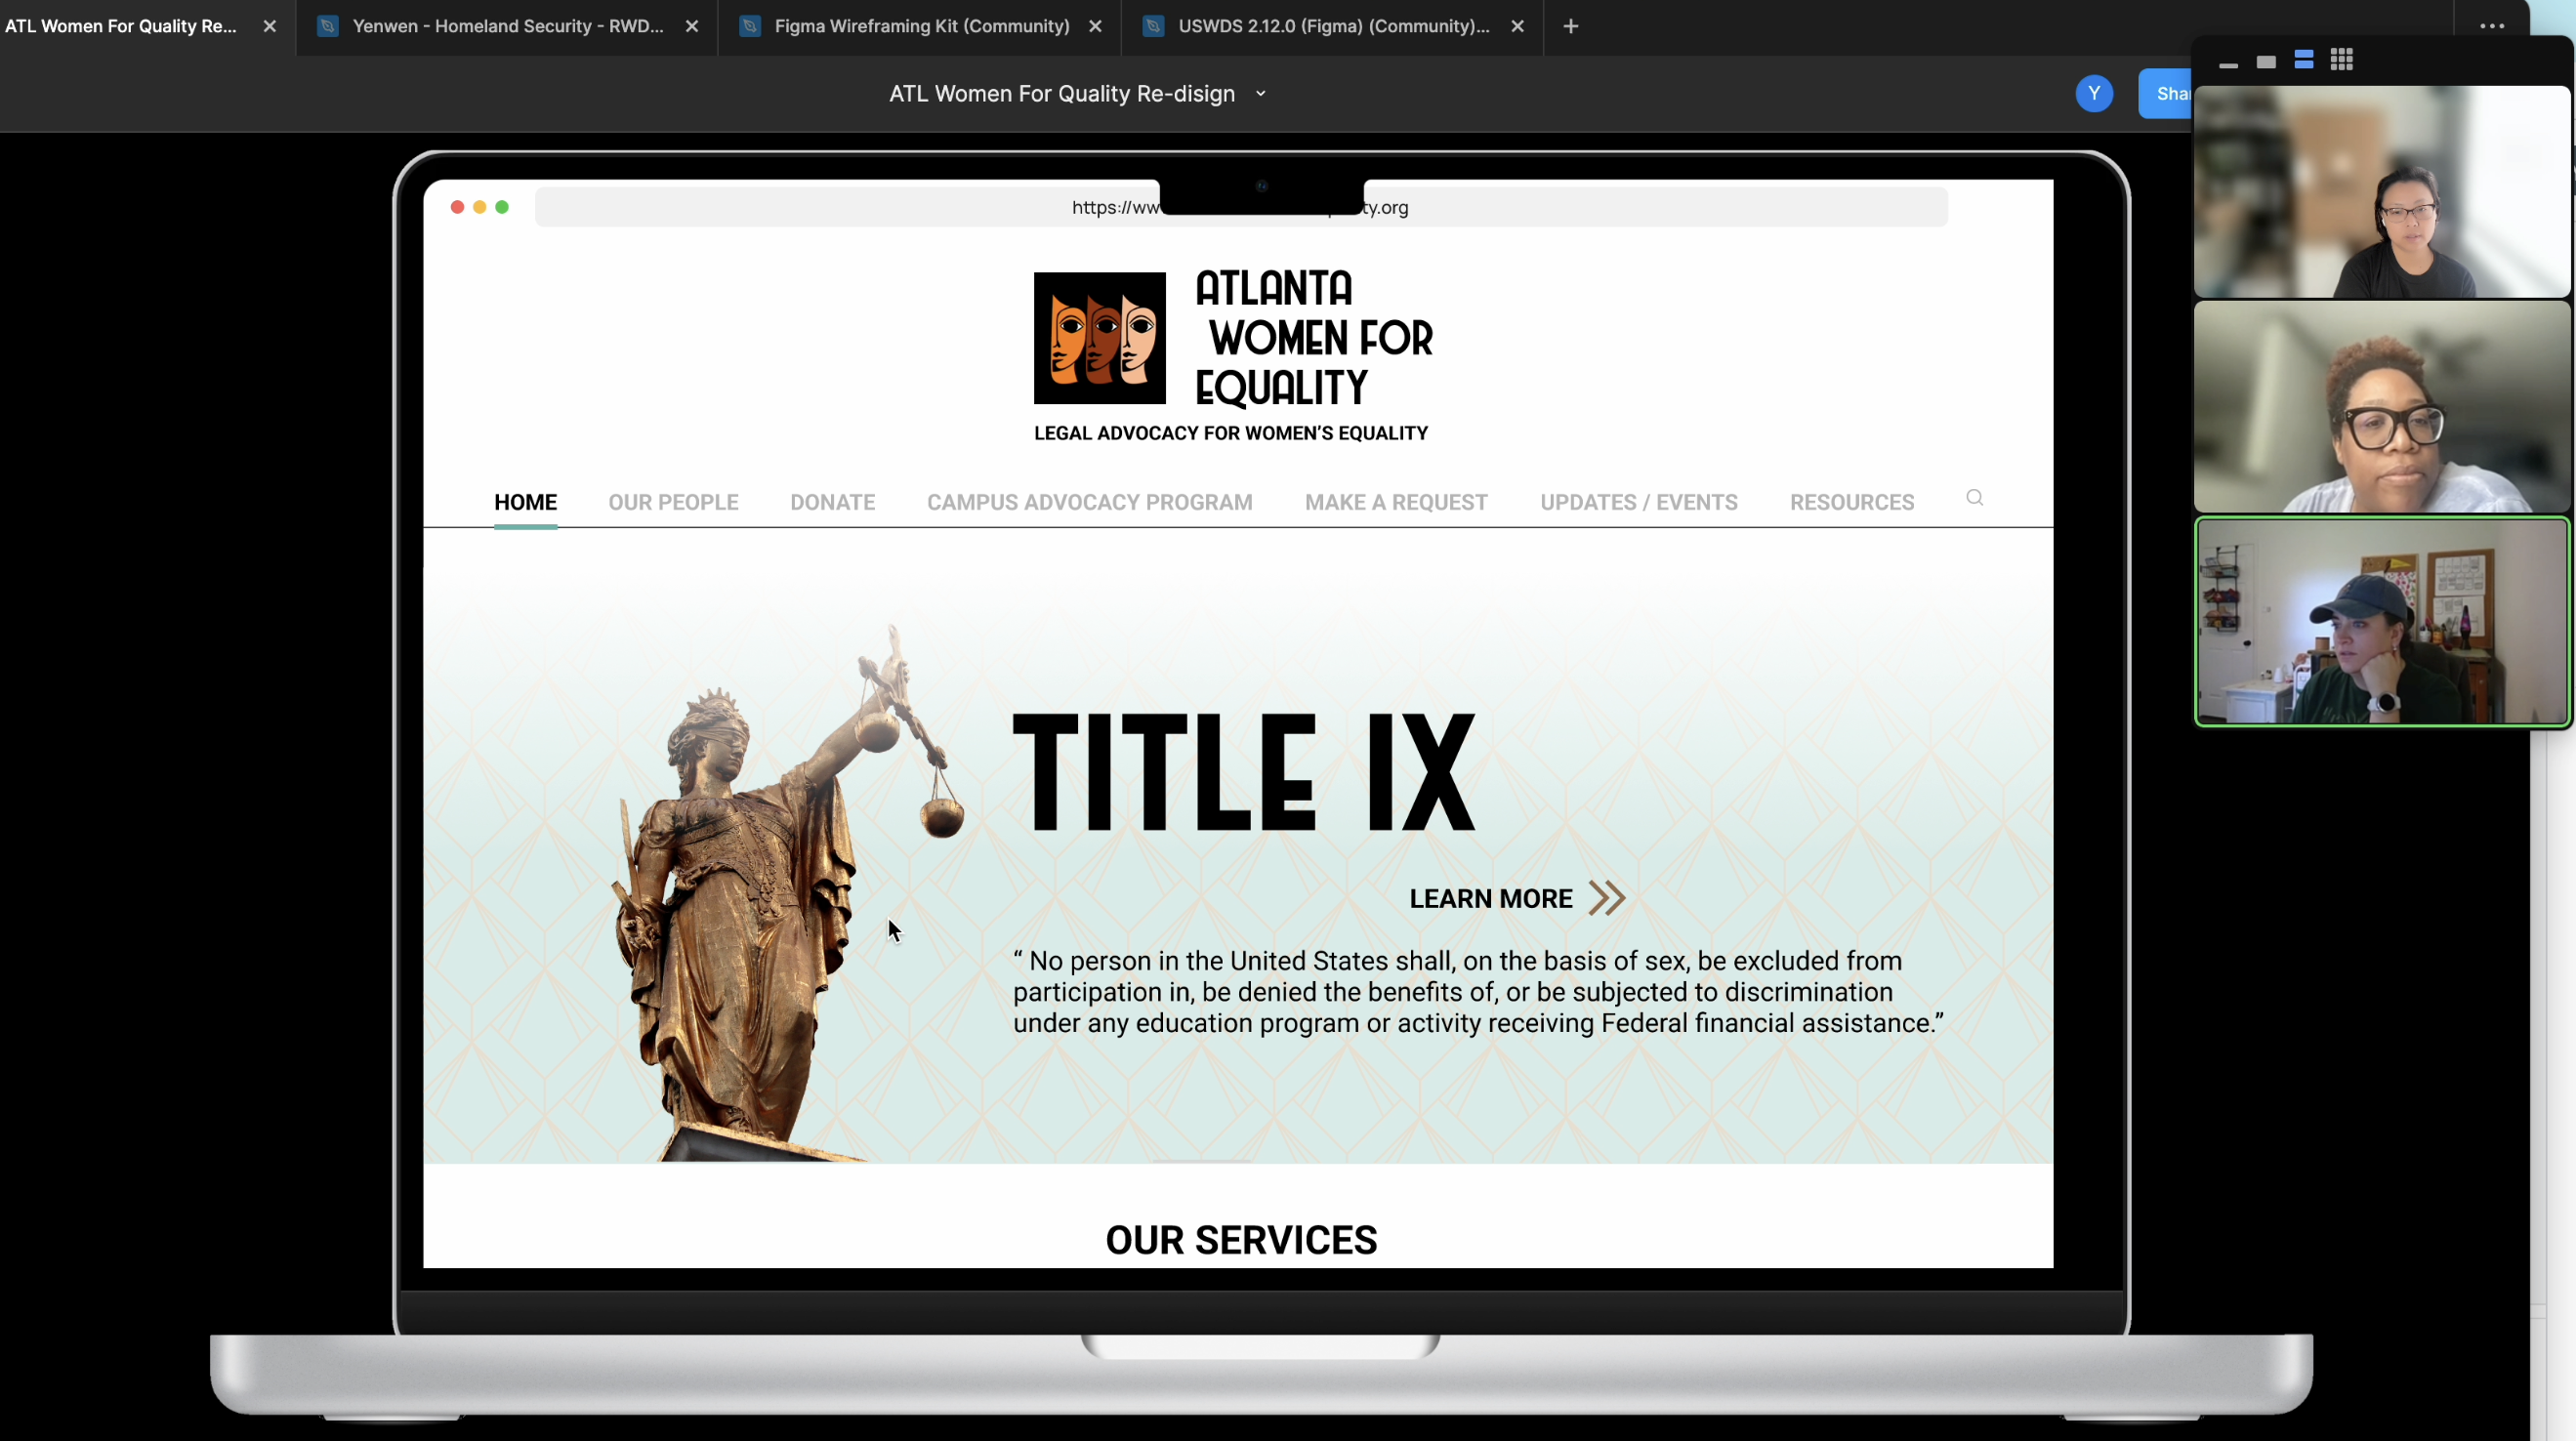 ATL Women For Quality Re...
Yenwen - Homeland Security - RWD...
Figma Wireframing Kit (Community)
USWDS 2.12.0 (Figma) (Community)...
ATL Women For Quality Re-disign
Y
https://ww
ty.org
ATLANTA
WOMEN FOR
EQUALITY
LEGAL ADVOCACY FOR WOMEN'S EQUALITY
HOME OUR PEOPLE DONATE CAMPUS ADVOCACY PROGRAM MAKE A REQUEST UPDATES / EVENTS RESOURCES
TITLE IX
LEARN MORE
“ No person in the United States shall, on the basis of sex, be excluded from
participation in, be denied the benefits of, or be subjected to discrimination
under any education program or activity receiving Federal financial assistance.”
OUR SERVICES